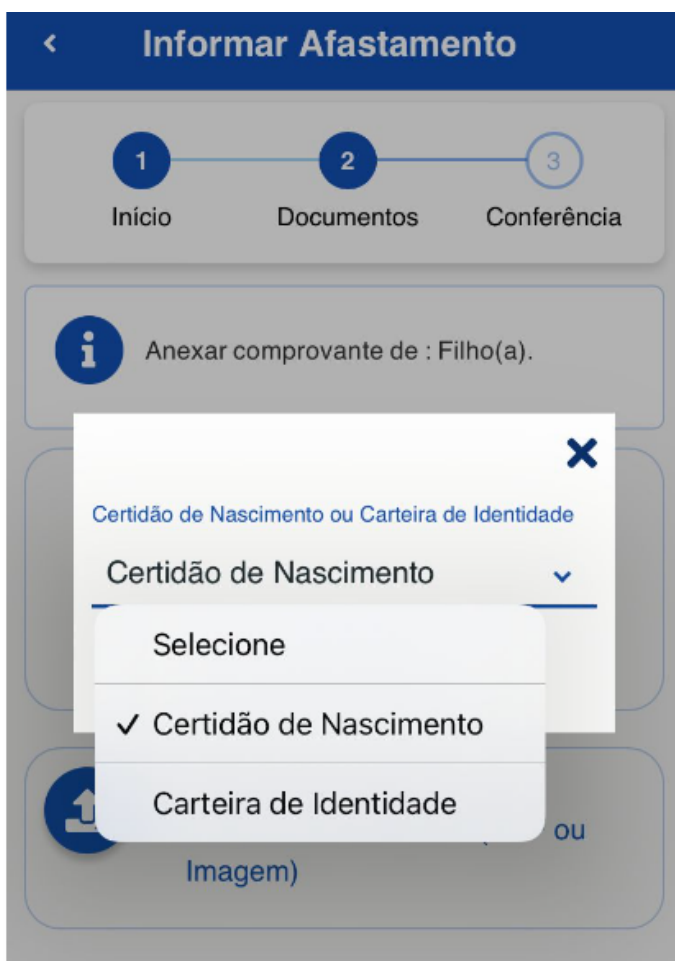 Informar Afastamento
1
2
3
Início
Documentos
Conferência
Anexar comprovante de : Filho(a).
Certidão de Nascimento ou Carteira de Identidade
Certidão de Nascimento
Selecione
Certidão de Nascimento
Carteira de Identidade
ou
Imagem)